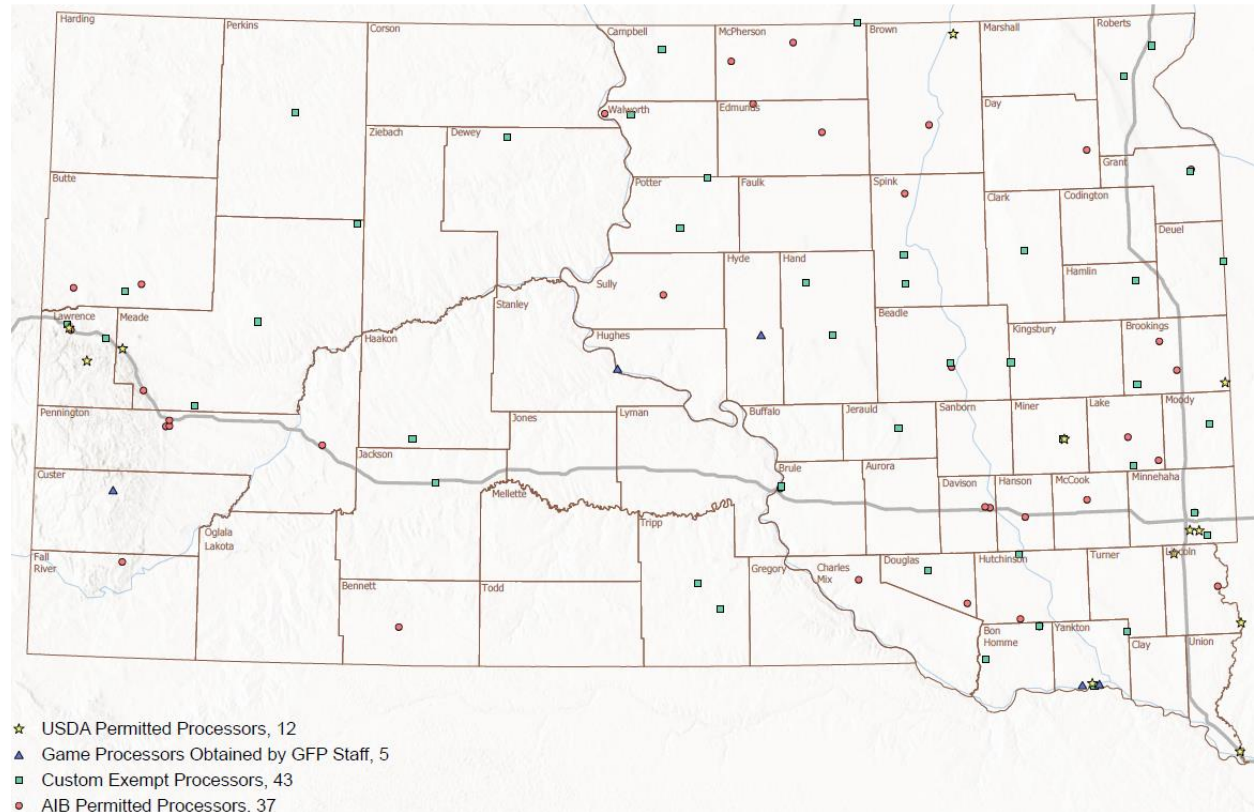 Harding
Perkins
Corson
Campbell
McPherson
Brown
Marshall
Roberts
Walworth
Edmunds
Day
Ziebach
Dewey
Grant
Butte
Potter
Faulk
Spink
Clark
Codington
Deuel
Hyde
Hand
Hamlin
Sully
Stanley
Lawrence
Meade
Beadle
Kingsbury
Brookings
Haakon
Hughes
Pennington
Jones
Lyman
Buffalo
Jerauld
Sanborn
Miner
Lake
Moody
Jackson
Custer
Brule
Aurora
Davison
Hanson
McCook
Minnehaha
Mellette
Oglala
Lakota
Tripp
Fall
River
Bennett
Todd
Gregory
Charles
Mix
Douglas
Hutchinson
Turner
Lincoln
Bon
Homme
Yankton
Clay
Union
USDA Permitted Processors, 12
Game Processors Obtained by GFP Staff, 5
Custom Exempt Processors, 43
AIB Permitted Processors, 37